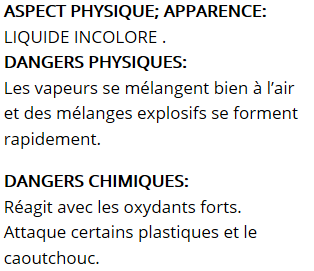 ASPECT PHYSIQUE; APPARENCE:
LIQUIDE INCOLORE .
DANGERS PHYSIQUES:
Les vapeurs se mélangent bien à l’air
et des mélanges explosifs se forment
rapidement.
DANGERS CHIMIQUES:
Réagit avec les oxydants forts.
Attaque certains plastiques et le
caoutchouc.